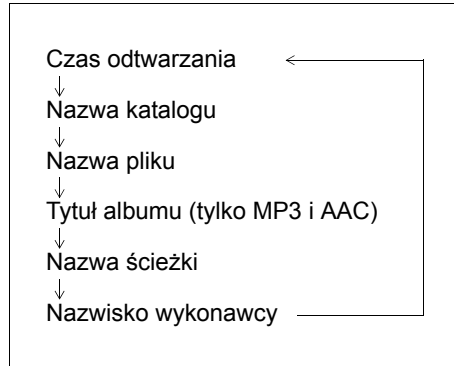 Czas odtwarzania
Nazwa katalogu
Nazwa pliku
Tytuł albumu (tylko MP3 i AAC)
Nazwa ścieżki
Nazwisko wykonawcy